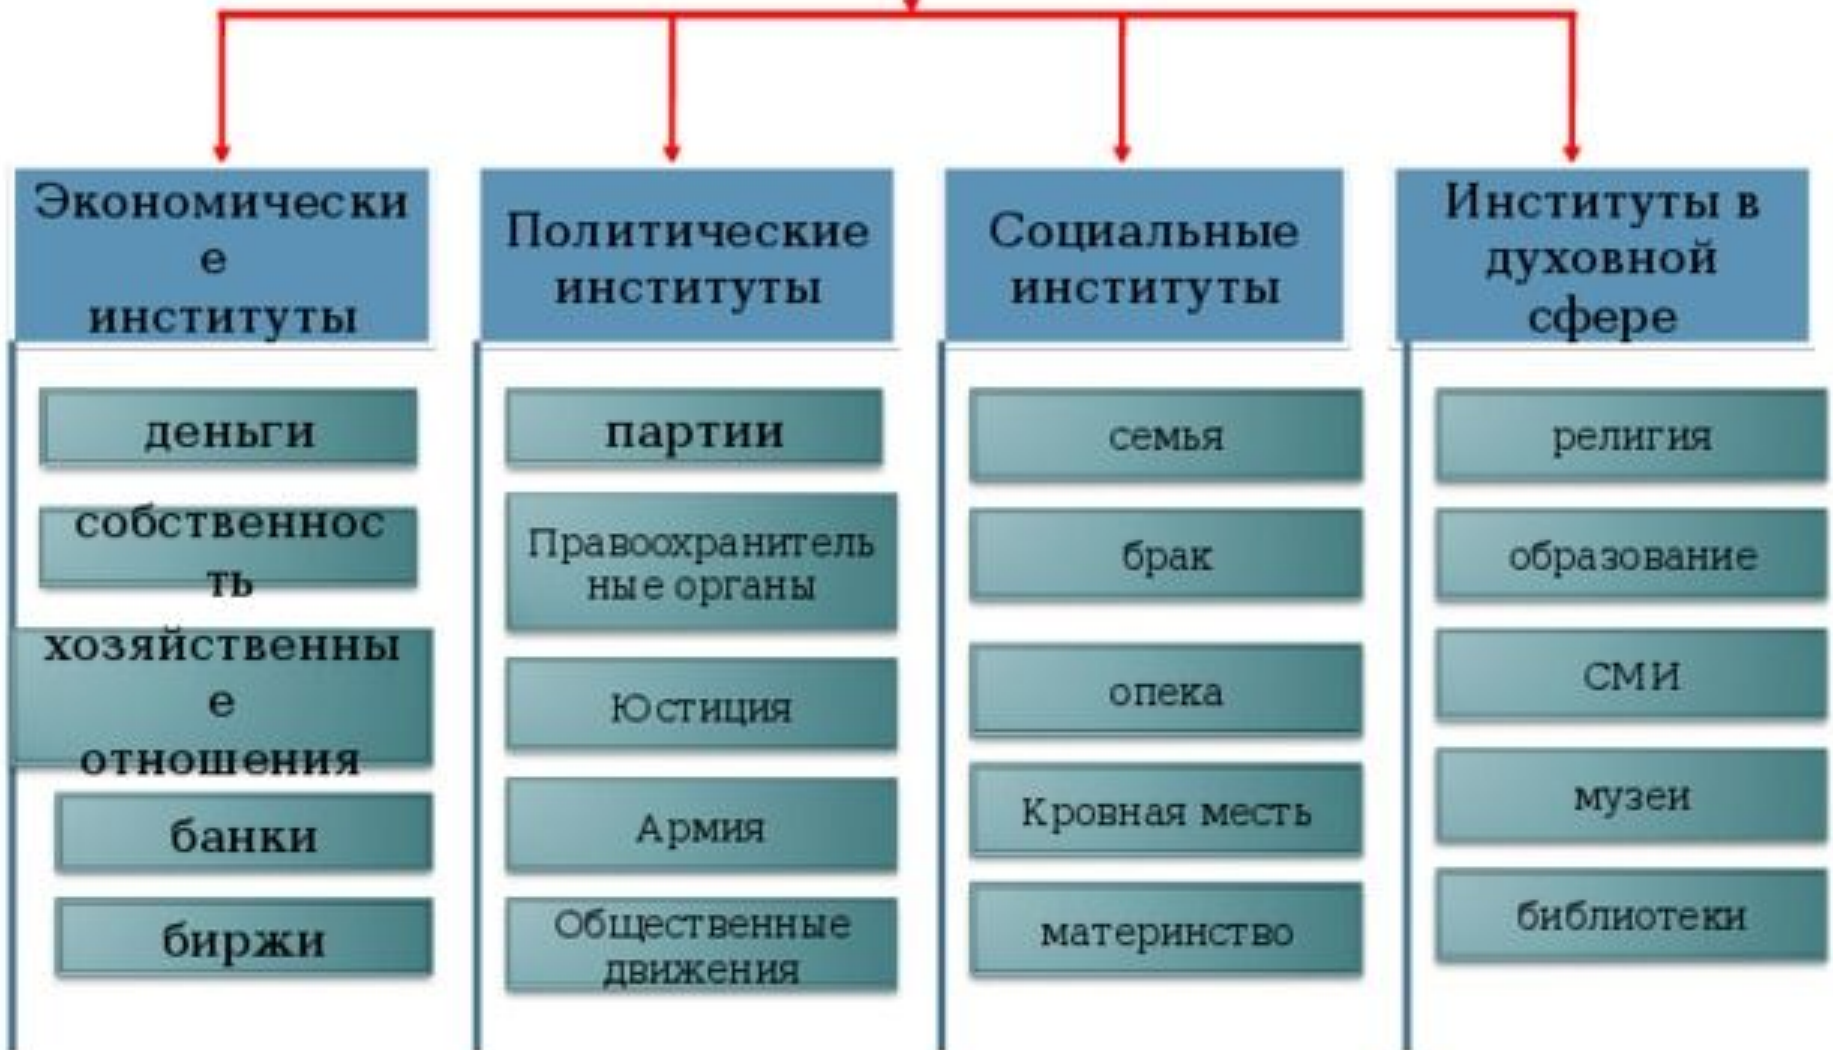 Экономически
е
институты
деньги
собственнос
ть
хозяйственны
е
отношения
банки
биржи
Политические
институты
партии
Правоохранитель
ные органы
Юстиция
Армия
Общественные
движения
Социальные
институты
семья
брак
опека
Кровная месть
материнство
Институты в
духовной
сфере
религия
образование
СМИ
музеи
библиотеки